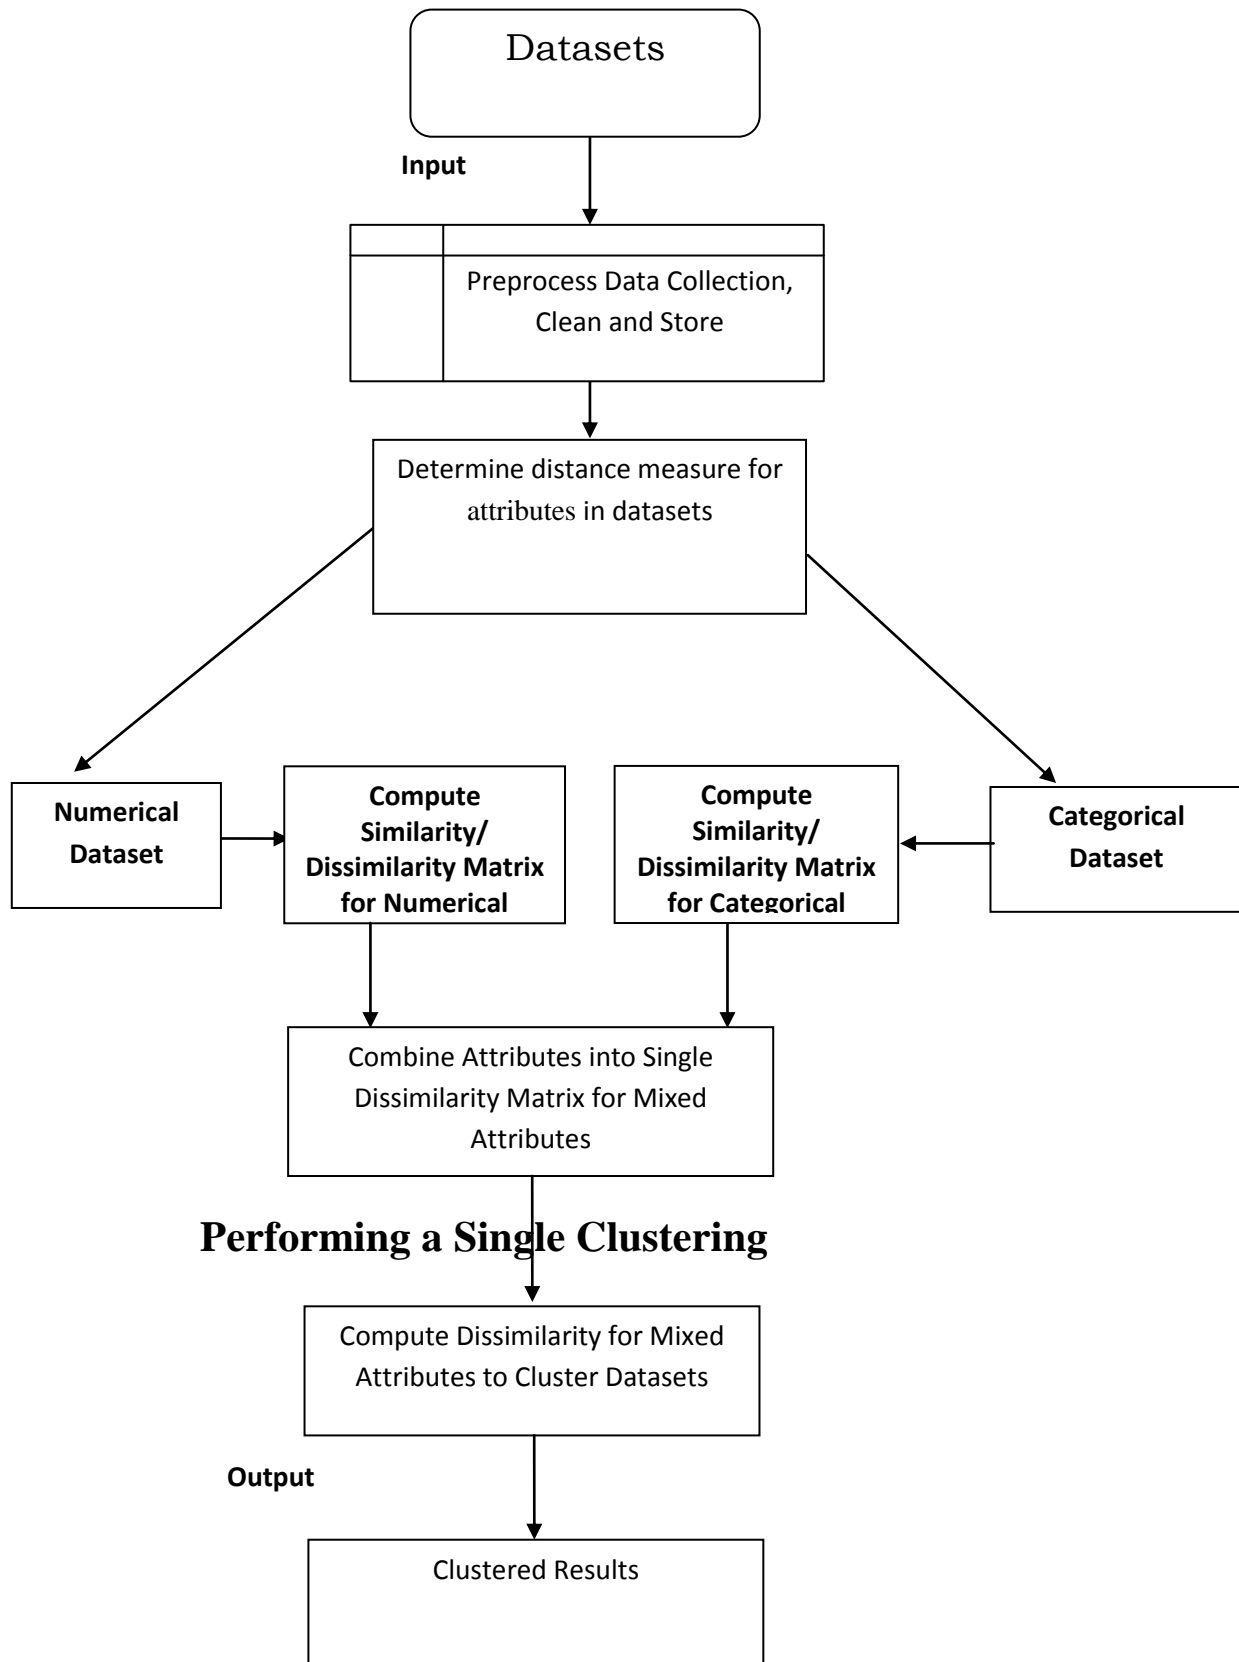 Datasets
Input
Preprocess Data Collection,
Clean and Store
Determine distance measure for
attributes in datasets
Numerical
Dataset
Compute
Similarity/
Dissimilarity Matrix
for Numerical
Compute
Similarity/
Dissimilarity Matrix
for Categorical
Categorical
Dataset
Combine Attributes into Single
Dissimilarity Matrix for Mixed
Attributes
Performing a Single Clustering
Compute Dissimilarity for Mixed
Attributes to Cluster Datasets
Output
Clustered Results